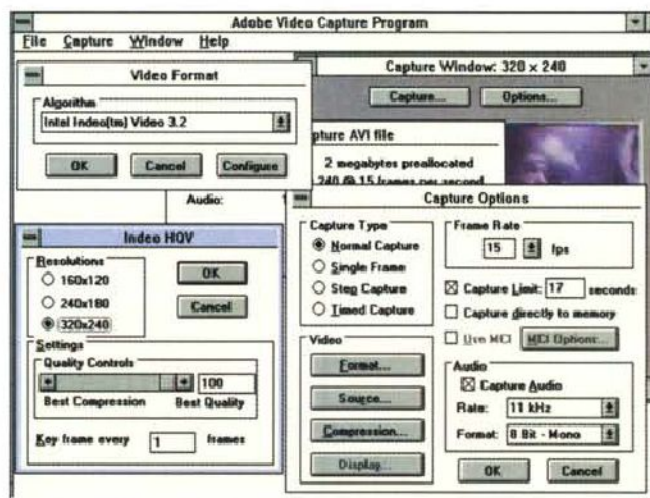 Adobe Video Capture Program
File Capture Window Help
Video Format
Algorithm
Intel Indeo(tm) Video 3.2
OK Cancel Configure
Capture Window: 320 x 240
Capture... Options...
pture AVI file
2 megabytes preallocated
240 @ 15 frames per second
Audio:
Indeo HQV
Resolutions
160x120
240x180
320x240
OK
Cancel
Settings
Quality Controls
100
Best Compression Best Quality
Key frame every 1 frames
Capture Options
Capture Type
Normal Capture
Single Frame
Step Capture
Timed Capture
Video
Format...
Source...
Compression...
Display...
Frame Rate
15 fps
Capture Limit: 17 seconds
Capture directly to memory
Use MCI MCI Options...
Audio
Capture Audio
Rate: 11 kHz
Format: 8 Bit - Mono
OK Cancel